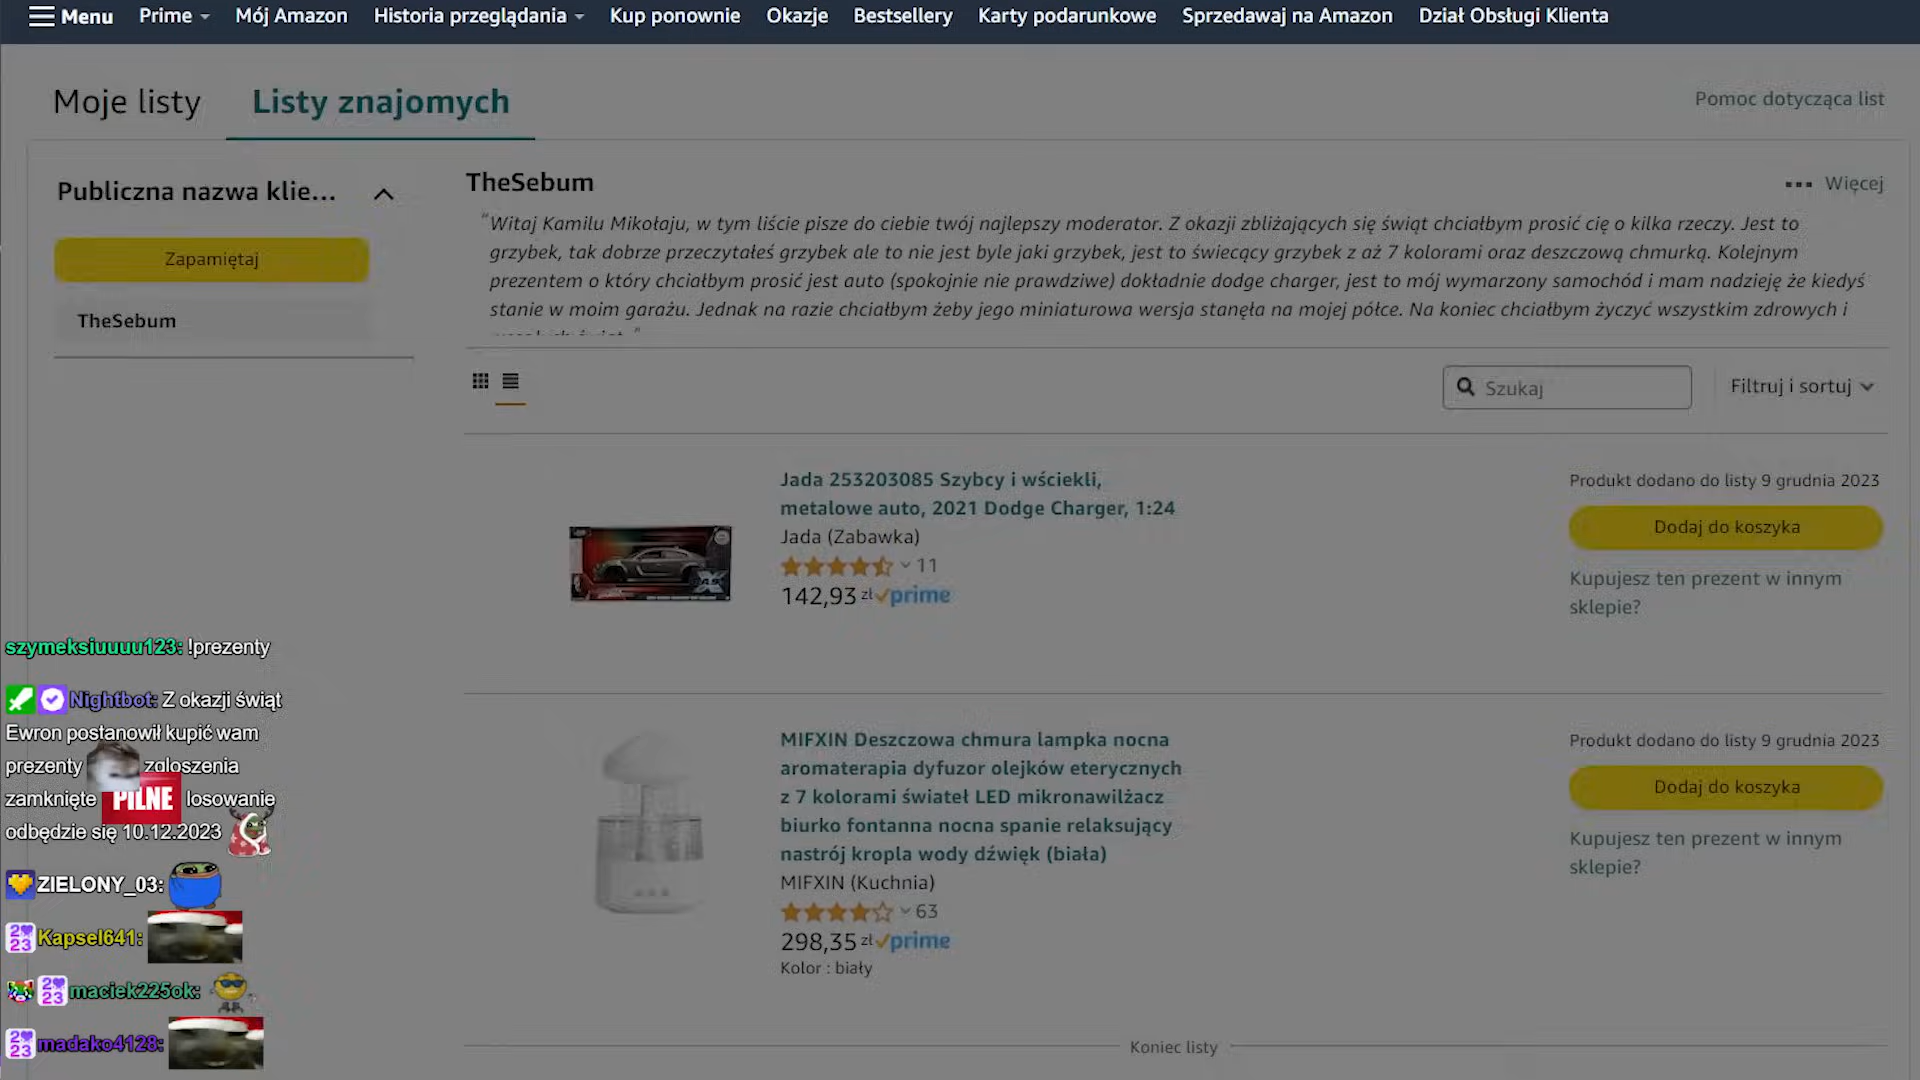 Menu Prime Mój Amazon Historia przeglądania Kup ponownie Okazje Bestsellery Karty podarunkowe Sprzedawaj na Amazon Dział Obsługi Klienta
Moje listy Listy znajomych Pomoc dotycząca list
Publiczna nazwa klie...
Zapamiętaj
TheSebum
TheSebum
Więcej
"Witaj Kamilu Mikołaju, w tym liście pisze do ciebie twój najlepszy moderator. Z okazji zbliżających się świąt chciałbym prosić cię o kilka rzeczy. Jest to
grzybek, tak dobrze przeczytałeś grzybek ale to nie jest byle jaki grzybek, jest to świecący grzybek z aż 7 kolorami oraz deszczową chmurką. Kolejnym
prezentem o który chciałbym prosić jest auto (spokojnie nie prawdziwe) dokładnie dodge charger, jest to mój wymarzony samochód i mam nadzieję że kiedyś
stanie w moim garażu. Jednak na razie chciałbym żeby jego miniaturowa wersja stanęła na mojej półce. Na koniec chciałbym życzyć wszystkim zdrowych i
Szukaj
Filtruj i sortuj
Jada 253203085 Szybcy i wściekli,
metalowe auto, 2021 Dodge Charger, 1:24
Jada (Zabawka)
11
142,93 zł prime
Produkt dodano do listy 9 grudnia 2023
Dodaj do koszyka
Kupujesz ten prezent w innym
sklepie?
MIFXIN Deszczowa chmura lampka nocna
aromaterapia dyfuzor olejków eterycznych
z 7 kolorami świateł LED mikronawilżacz
biurko fontanna nocna spanie relaksujący
nastrój kropla wody dźwięk (biała)
MIFXIN (Kuchnia)
63
298,35 zł prime
Kolor : biały
Produkt dodano do listy 9 grudnia 2023
Dodaj do koszyka
Kupujesz ten prezent w innym
sklepie?
Koniec listy
szymeksiuuuu123: !prezenty
Nightbot: Z okazji świąt
Ewron postanowił kupić wam
prezenty zgloszenia
zamknięte PILNE losowanie
odbędzie się 10.12.2023
ZIELONY_03:
2023 Kapsel641:
2023 maciek225ok:
2023 madako4128: